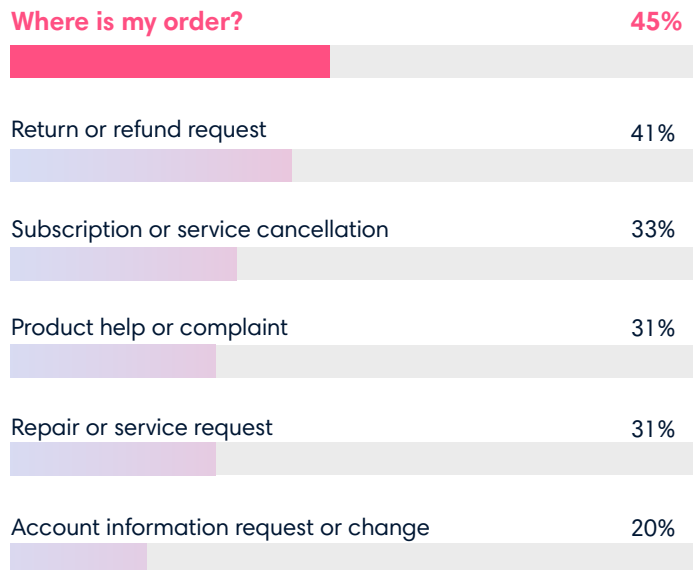 Where is my order? 45%
Return or refund request 41%
Subscription or service cancellation 33%
Product help or complaint 31%
Repair or service request 31%
Account information request or change 20%